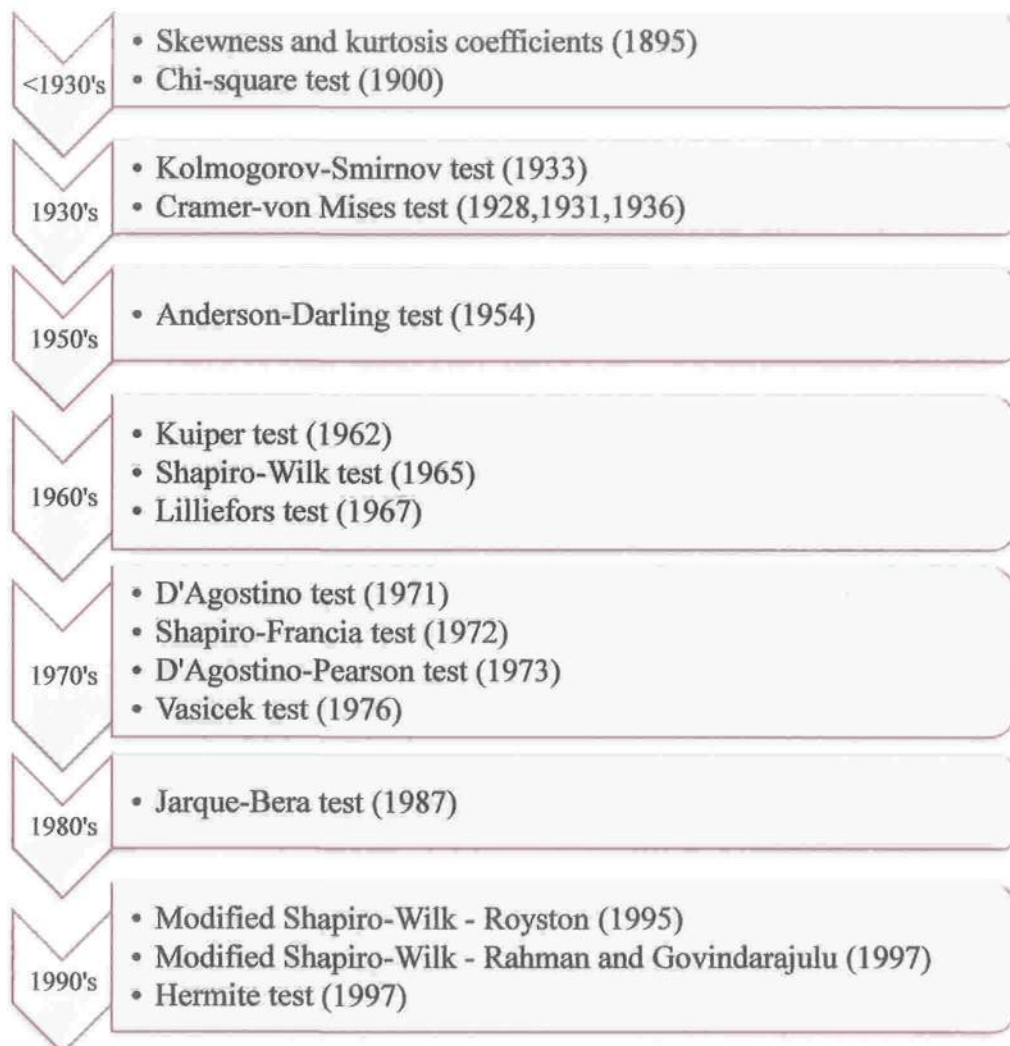 <1930's
• Skewness and kurtosis coefficients (1895)
• Chi-square test (1900)
1930's
• Kolmogorov-Smirnov test (1933)
• Cramer-von Mises test (1928,1931,1936)
1950's
• Anderson-Darling test (1954)
1960's
• Kuiper test (1962)
• Shapiro-Wilk test (1965)
• Lilliefors test (1967)
1970's
• D'Agostino test (1971)
• Shapiro-Francia test (1972)
• D'Agostino-Pearson test (1973)
• Vasicek test (1976)
1980's
• Jarque-Bera test (1987)
1990's
• Modified Shapiro-Wilk - Royston (1995)
• Modified Shapiro-Wilk - Rahman and Govindarajulu (1997)
• Hermite test (1997)